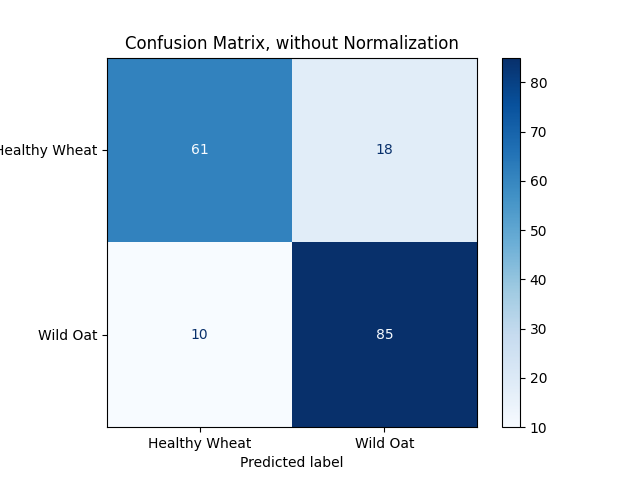 Confusion Matrix, without Normalization
Healthy Wheat
61
18
Wild Oat
10
85
Healthy Wheat
Wild Oat
Predicted label
80
70
60
50
40
30
20
10